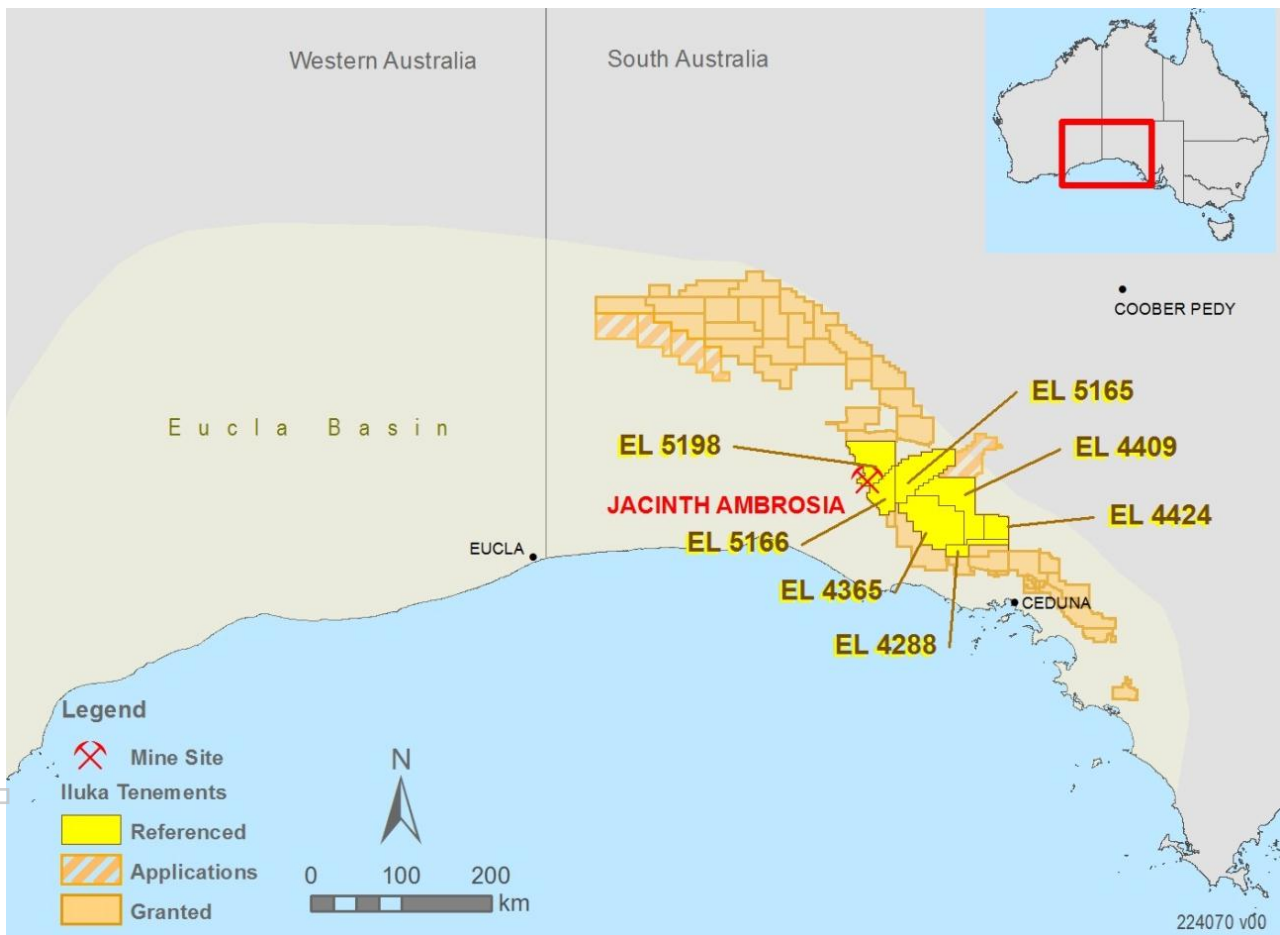 Western Australia
South Australia
COOBER PEDY
EL 5165
Eucla Basin
EL 5198
EL 4409
JACINTH AMBROSIA
EL 4424
EL 5166
EUCLA
EL 4365
CEDUNA
EL 4288
Legend
Mine Site
Iluka Tenements
Referenced
Applications
Granted
N
0 100 200
km
224070 v00